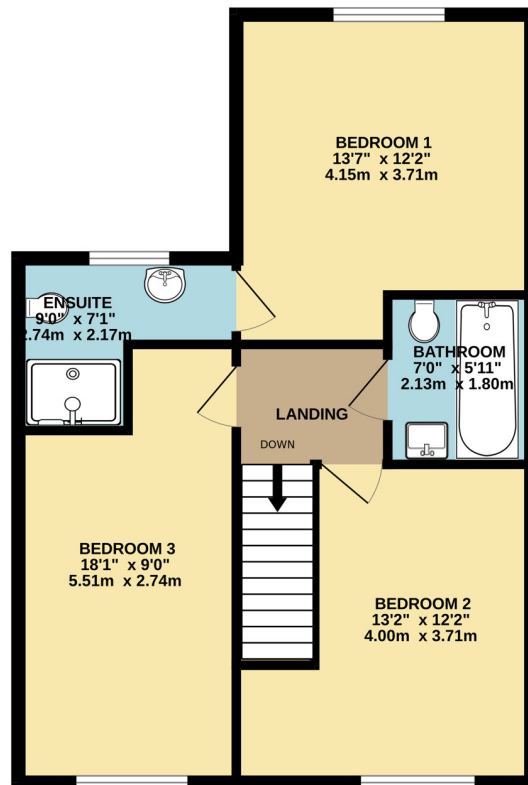 BEDROOM 1
13'7" x 12'2"
4.15m x 3.71m
ENSUITE
9'0" x 7'1"
2.74m x 2.17m
BATHROOM
7'0" x 5'11"
2.13m x 1.80m
LANDING
DOWN
BEDROOM 3
18'1" x 9'0"
5.51m x 2.74m
BEDROOM 2
13'2" x 12'2"
4.00m x 3.71m